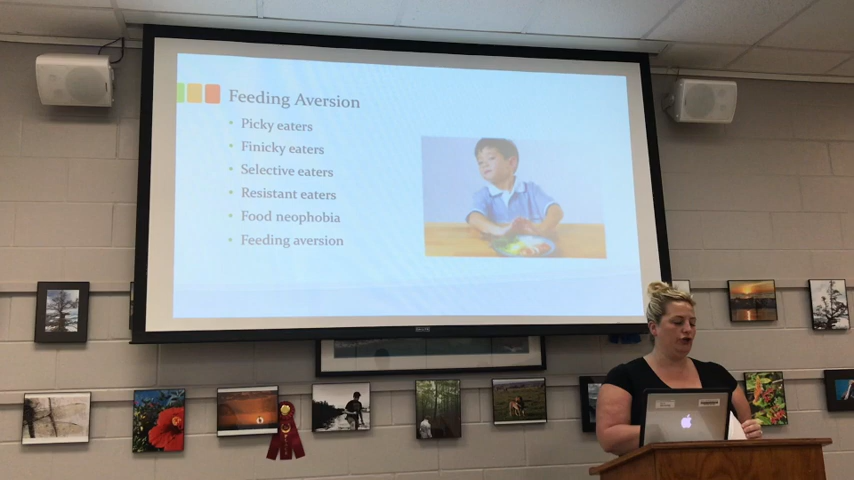 Feeding Aversion
• Picky eaters
• Finicky eaters
• Selective eaters
• Resistant eaters
• Food neophobia
• Feeding aversion